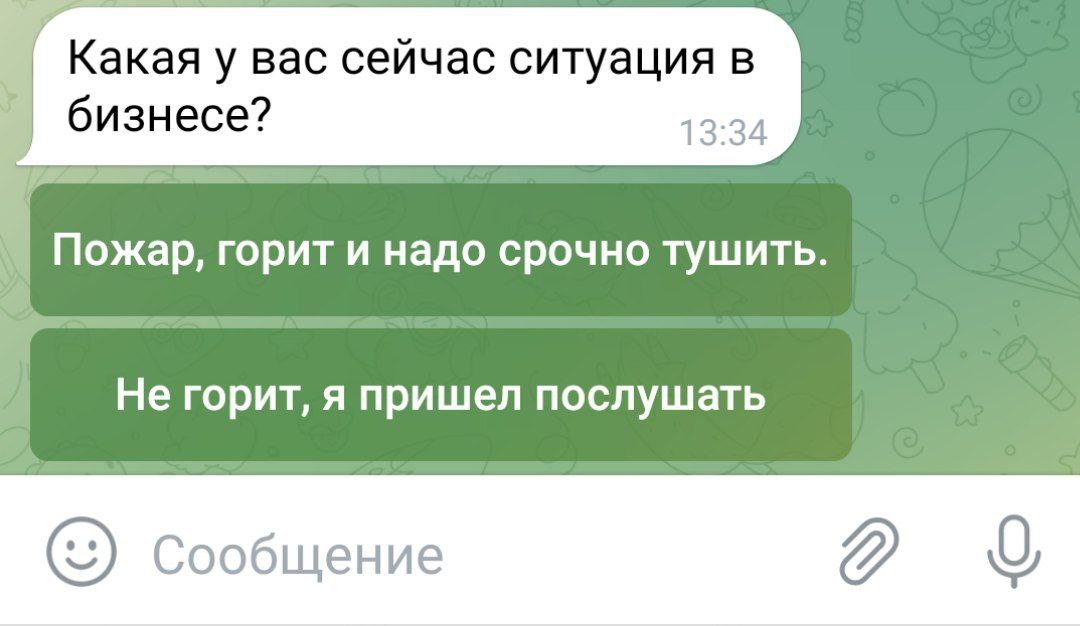 Какая у вас сейчас ситуация в
бизнесе?
13:34
Пожар, горит и надо срочно тушить.
Не горит, я пришел послушать
Сообщение